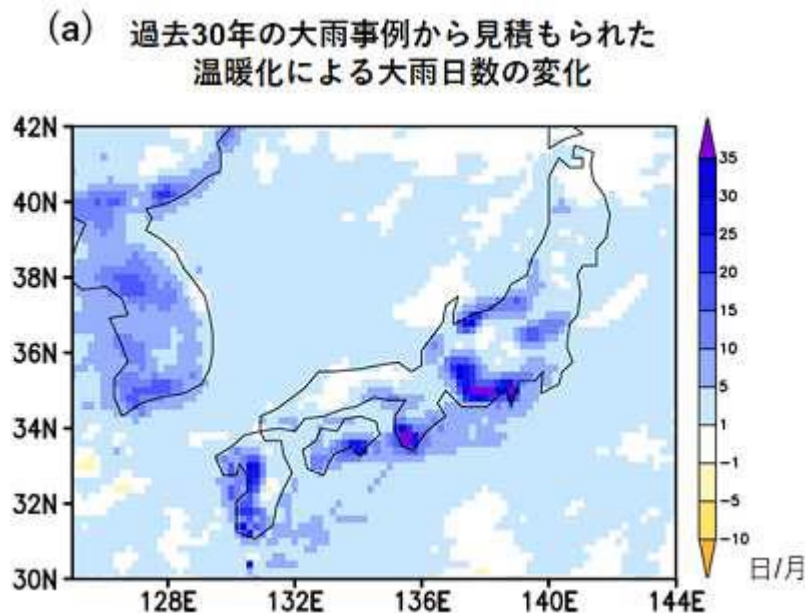 (a) 過去30年の大雨事例から見積もられた
温暖化による大雨日数の変化
42N
40N
38N
36N
34N
32N
30N
128E 132E 136E 140E 144E
35
30
25
20
15
10
5
1
-1
-5
-10
日/月